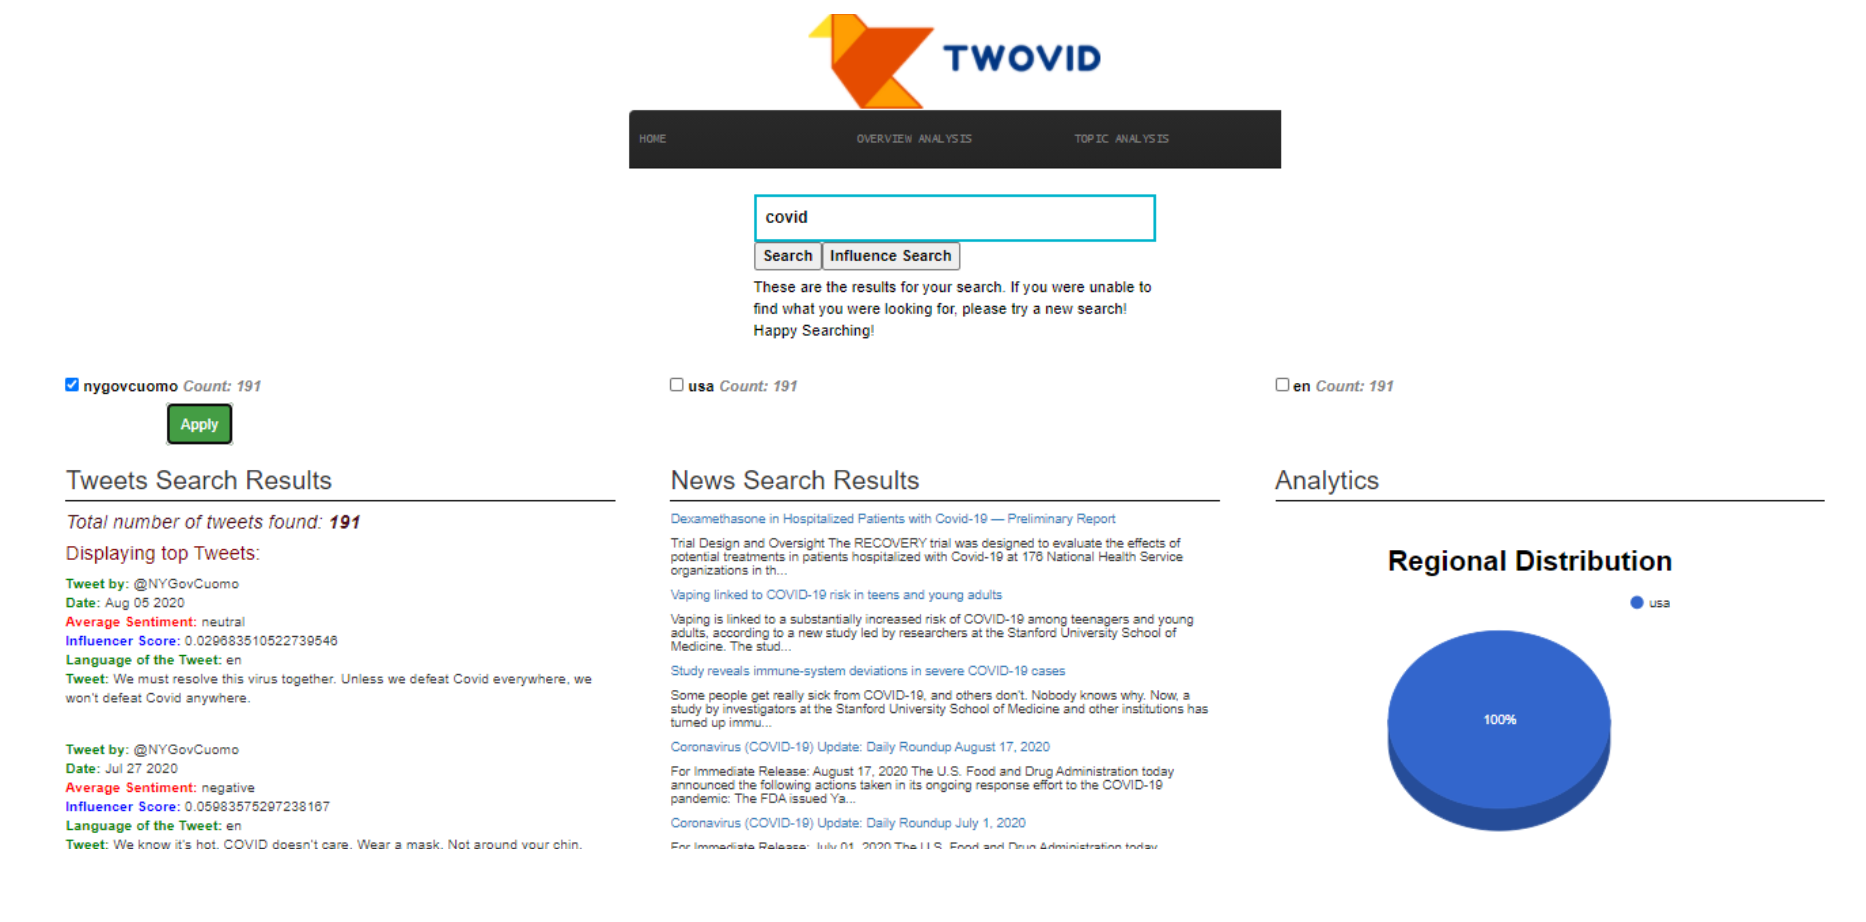 TWOVID
HOME OVERVIEW ANALYSIS TOPIC ANALYSIS
covid
Search Influence Search
These are the results for your search. If you were unable to
find what you were looking for, please try a new search!
Happy Searching!
nygovcuomo Count: 191
usa Count: 191
en Count: 191
Apply
Tweets Search Results
Total number of tweets found: 191
Displaying top Tweets:
Tweet by: @NYGovCuomo
Date: Aug 05 2020
Average Sentiment: neutral
Influencer Score: 0.029683510522739546
Language of the Tweet: en
Tweet: We must resolve this virus together. Unless we defeat Covid everywhere, we
won't defeat Covid anywhere.
Tweet by: @NYGovCuomo
Date: Jul 27 2020
Average Sentiment: negative
Influencer Score: 0.05983575297238167
Language of the Tweet: en
Tweet: We know it's hot. COVID doesn't care. Wear a mask. Not around your chin.
News Search Results
Dexamethasone in Hospitalized Patients with Covid-19 — Preliminary Report
Trial Design and Oversight The RECOVERY trial was designed to evaluate the effects of
potential treatments in patients hospitalized with Covid-19 at 176 National Health Service
organizations in th...
Vaping linked to COVID-19 risk in teens and young adults
Vaping is linked to a substantially increased risk of COVID-19 among teenagers and young
adults, according to a new study led by researchers at the Stanford University School of
Medicine. The stud...
Study reveals immune-system deviations in severe COVID-19 cases
Some people get really sick from COVID-19, and others don't. Nobody knows why. Now, a
study by investigators at the Stanford University School of Medicine and other institutions has
turned up immu...
Coronavirus (COVID-19) Update: Daily Roundup August 17, 2020
For Immediate Release: August 17, 2020 The U.S. Food and Drug Administration today
announced the following actions taken in its ongoing response effort to the COVID-19
pandemic: The FDA issued Ya...
Coronavirus (COVID-19) Update: Daily Roundup July 1, 2020
For Immediate Release: July 01, 2020 The U.S. Food and Drug Administration today
Analytics
Regional Distribution
usa
100%